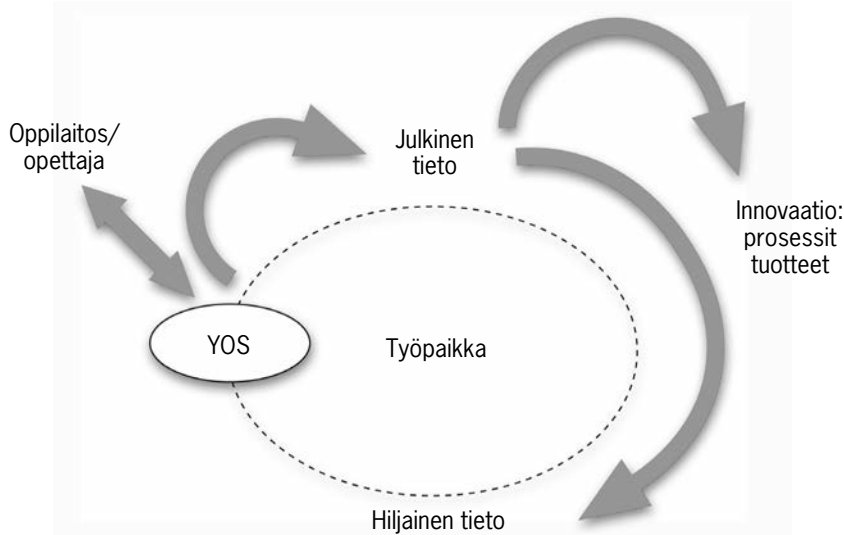 Oppilaitos/
opettaja
Julkinen
tieto
Innovaatio:
prosessit
tuotteet
YOS
Työpaikka
Hiljainen tieto